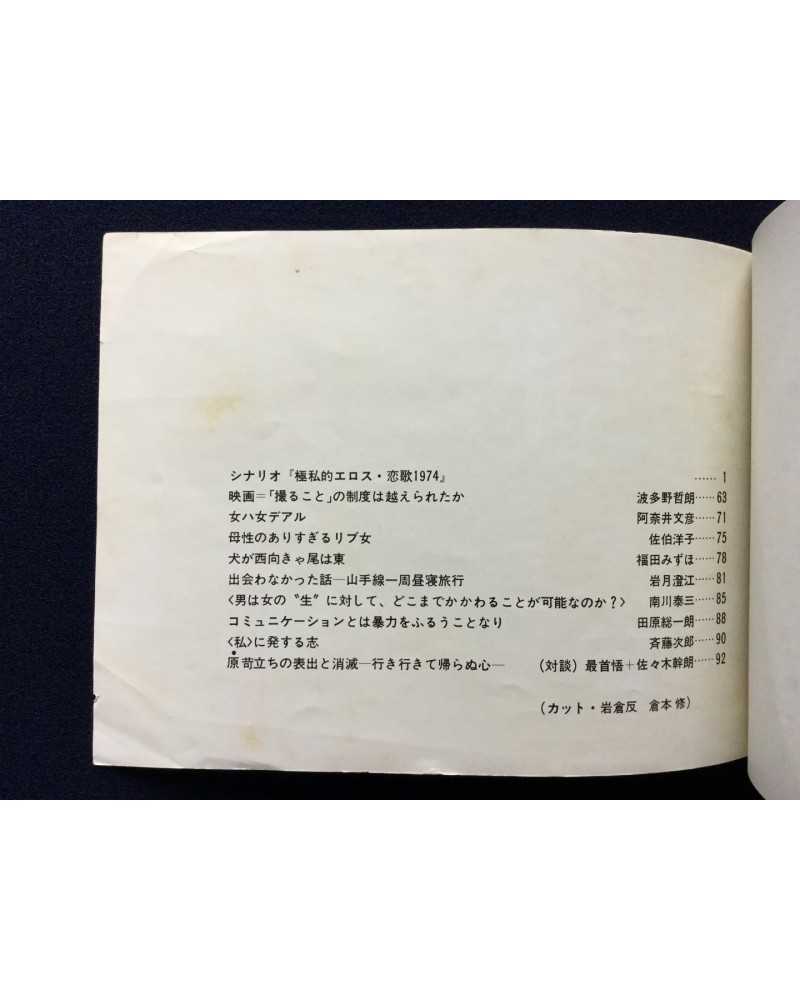 シナリオ『極私的エロス・恋歌1974』 ‥‥‥ 1
映画＝「撮ること」の制度は越えられたか 波多野哲朗‥‥‥63
女ハ女デアル 阿奈井文彦‥‥‥71
母性のありすぎるリブ女 佐伯洋子‥‥‥75
犬が西向きゃ尾は東 福田みずほ‥‥‥78
出会わなかった話―山手線一周昼寝旅行 岩月澄江‥‥‥81
〈男は女の〝生〟に対して、どこまでかかわることが可能なのか？〉 南川泰三‥‥‥85
コミュニケーションとは暴力をふるうことなり 田原総一朗‥‥‥88
〈私〉に発する志 斉藤次郎‥‥‥90
原苛立ちの表出と消滅―行き行きて帰らぬ心― （対談）最首悟＋佐々木幹朗‥‥‥92
（カット・岩倉反 倉本修）